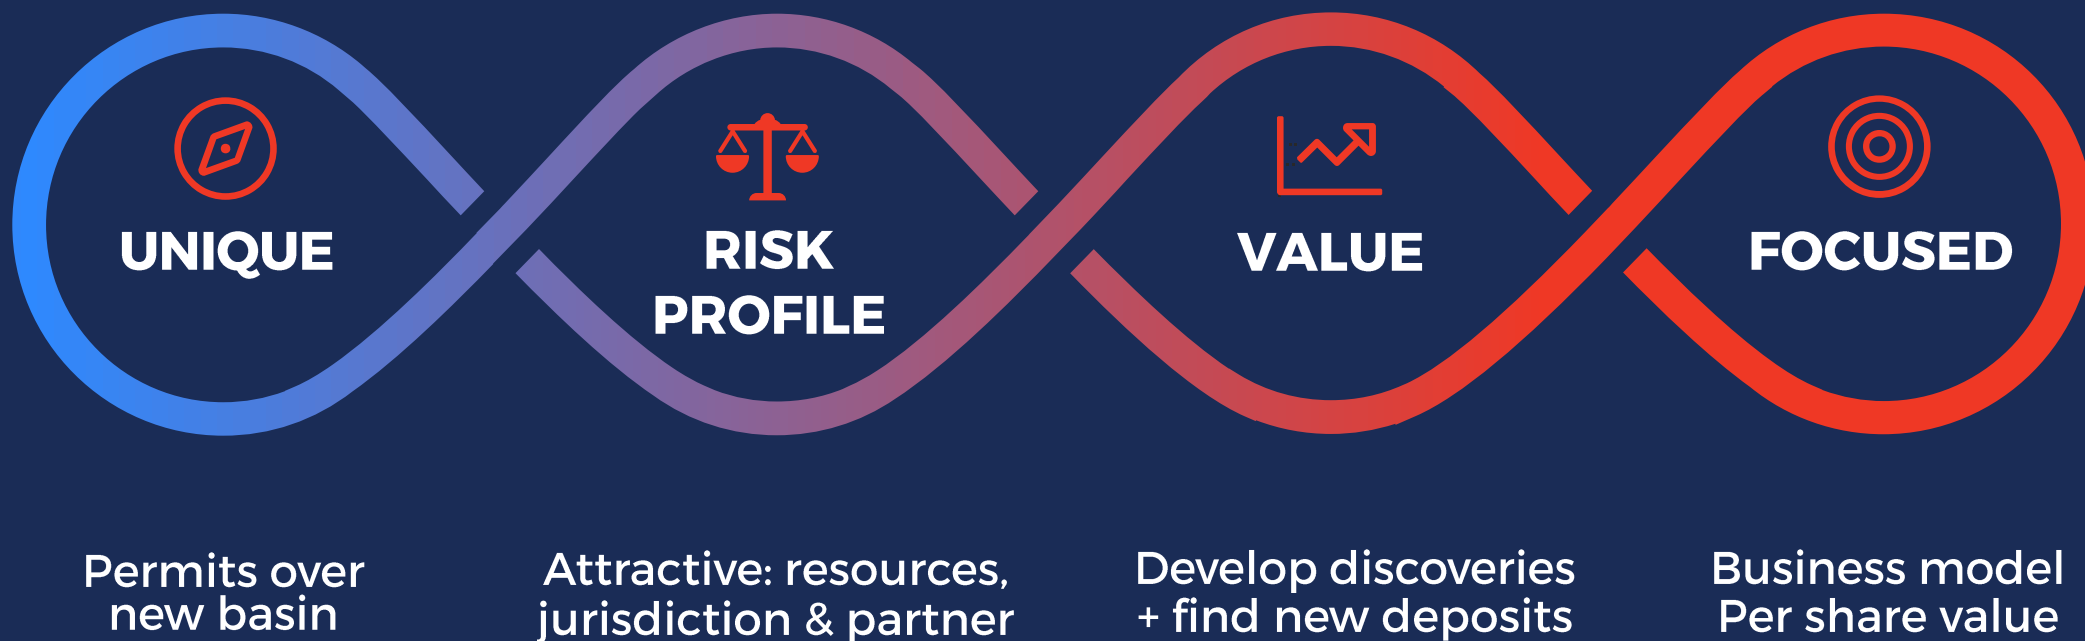 UNIQUE
RISK
PROFILE
VALUE
FOCUSED
Permits over
new basin
Attractive: resources,
jurisdiction & partner
Develop discoveries
+ find new deposits
Business model
Per share value